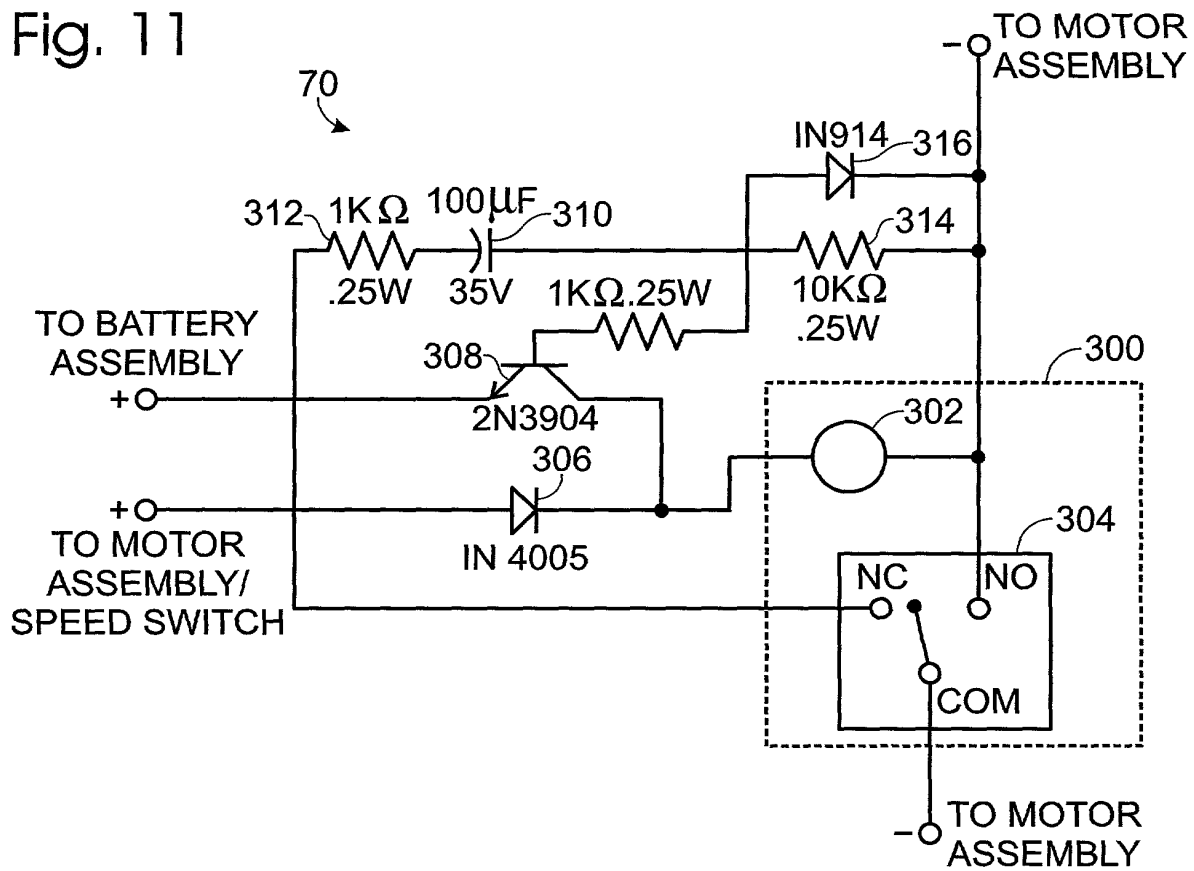 Fig. 11
− TO MOTOR
ASSEMBLY
70
IN914
316
312
1KΩ
100µF
310
314
.25W
35V
1KΩ.25W
10KΩ
.25W
TO BATTERY
ASSEMBLY
+
308
2N3904
300
302
306
+
IN 4005
TO MOTOR
ASSEMBLY/
SPEED SWITCH
304
NC
NO
COM
− TO MOTOR
ASSEMBLY